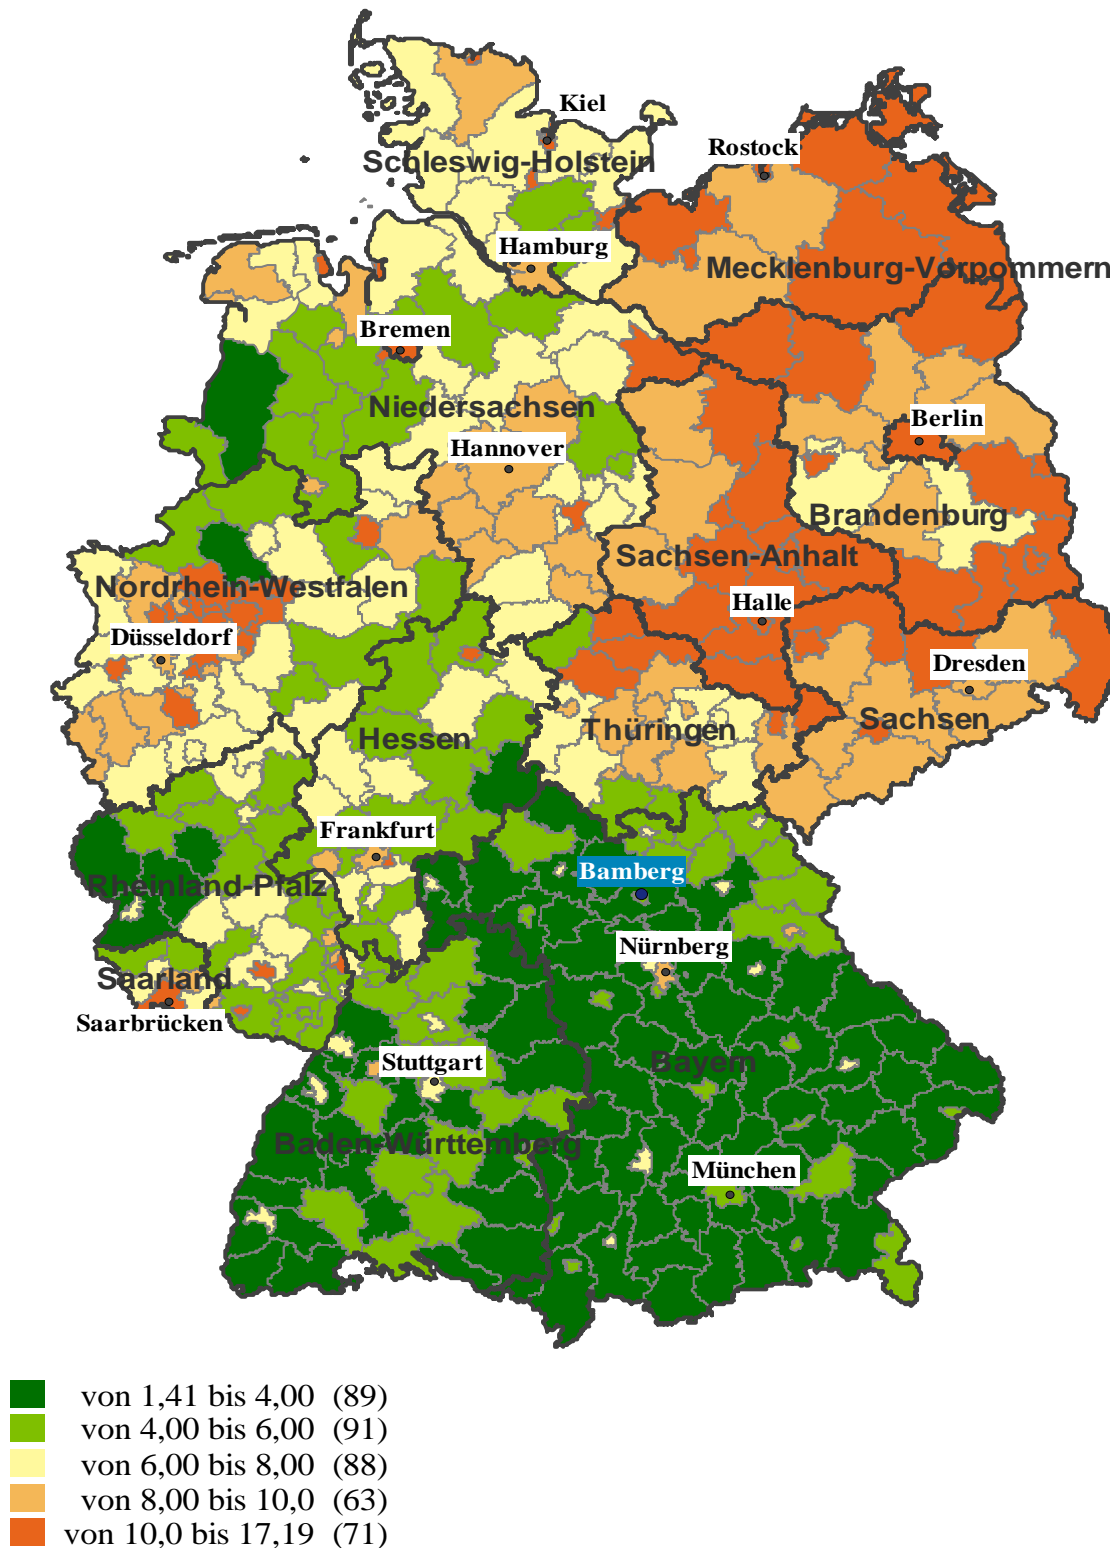 Kiel
Rostock
Schleswig-Holstein
Hamburg
Mecklenburg-Vorpommern
Bremen
Niedersachsen
Berlin
Hannover
Brandenburg
Sachsen-Anhalt
Nordrhein-Westfalen
Halle
Düsseldorf
Dresden
Sachsen
Thüringen
Hessen
Frankfurt
Bamberg
Rheinland-Pfalz
Nürnberg
Saarland
Saarbrücken
Stuttgart
Bayern
Baden-Württemberg
München
von 1,41 bis 4,00 (89)
von 4,00 bis 6,00 (91)
von 6,00 bis 8,00 (88)
von 8,00 bis 10,0 (63)
von 10,0 bis 17,19 (71)